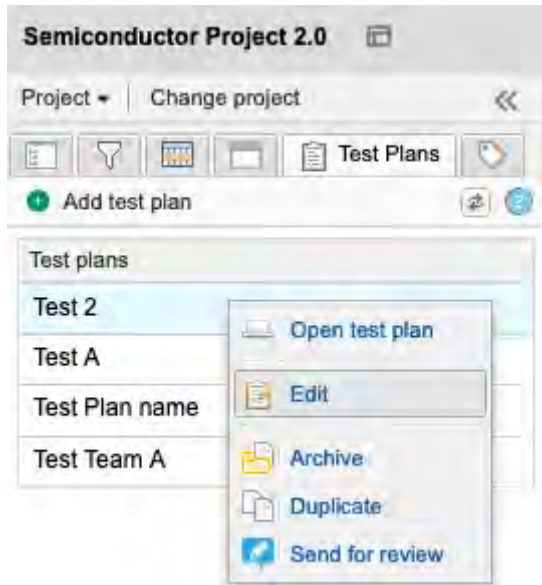 Semiconductor Project 2.0
Project Change project
Test Plans
Add test plan
Test plans
Test 2
Open test plan
Test A
Edit
Test Plan name
Test Team A
Archive
Duplicate
Send for review